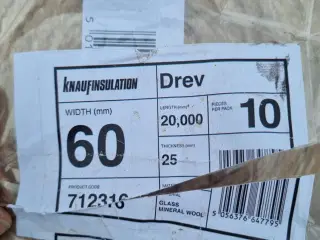 KNAUFINSULATION
Drev
WIDTH (mm)
60
LENGTH (mm)
20,000
PIECES
PER PACK
10
THICKNESS (mm)
25
PRODUCT CODE
712316
GLASS
MINERAL WOOL
5 056376 647795